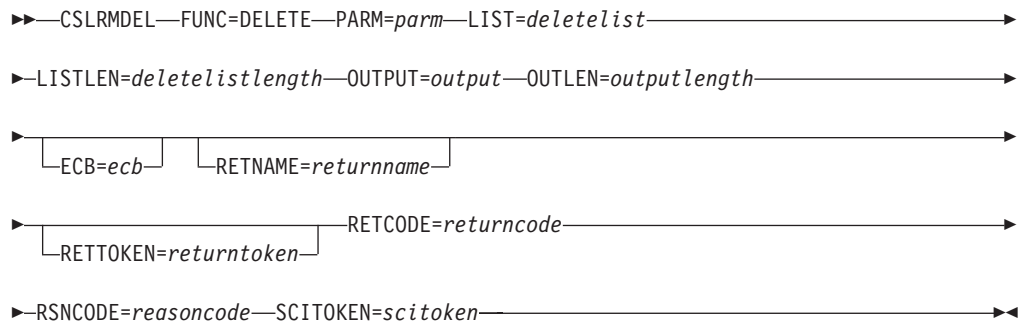 CSLRMDEL FUNC=DELETE PARM=parm LIST=deletelist
LISTLEN=deletelistlength OUTPUT=output OUTLEN=outputlength
ECB=ecb RETNAME=returnname
RETCODE=returncode
RETTOKEN=returntoken
RSNCODE=reasoncode SCITOKEN=scitoken